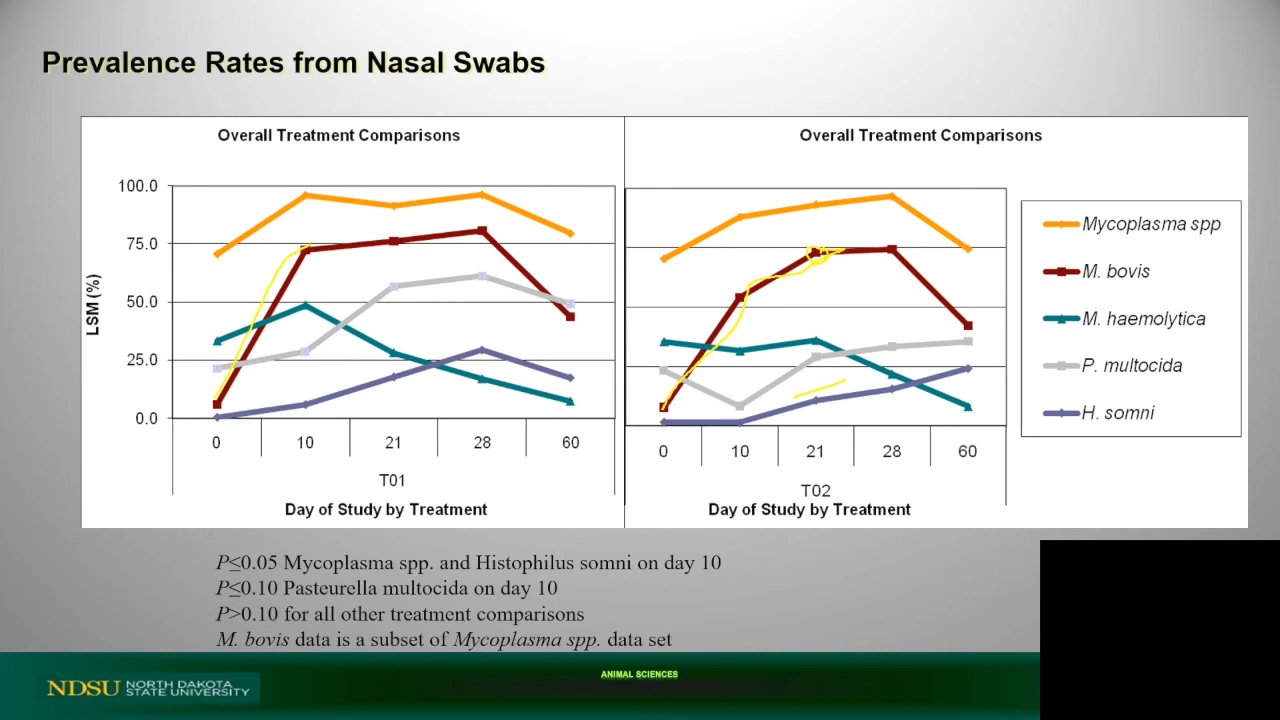 Prevalence Rates from Nasal Swabs
Overall Treatment Comparisons
100.0
75.0
50.0
25.0
0.0
LSM (%)
0 10 21 28 60
T01
Day of Study by Treatment
Overall Treatment Comparisons
0 10 21 28 60
T02
Day of Study by Treatment
Mycoplasma spp
M. bovis
M. haemolytica
P. multocida
H. somni
P≤0.05 Mycoplasma spp. and Histophilus somni on day 10
P≤0.10 Pasteurella multocida on day 10
P>0.10 for all other treatment comparisons
M. bovis data is a subset of Mycoplasma spp. data set
NDSU NORTH DAKOTA
STATE UNIVERSITY
ANIMAL SCIENCES